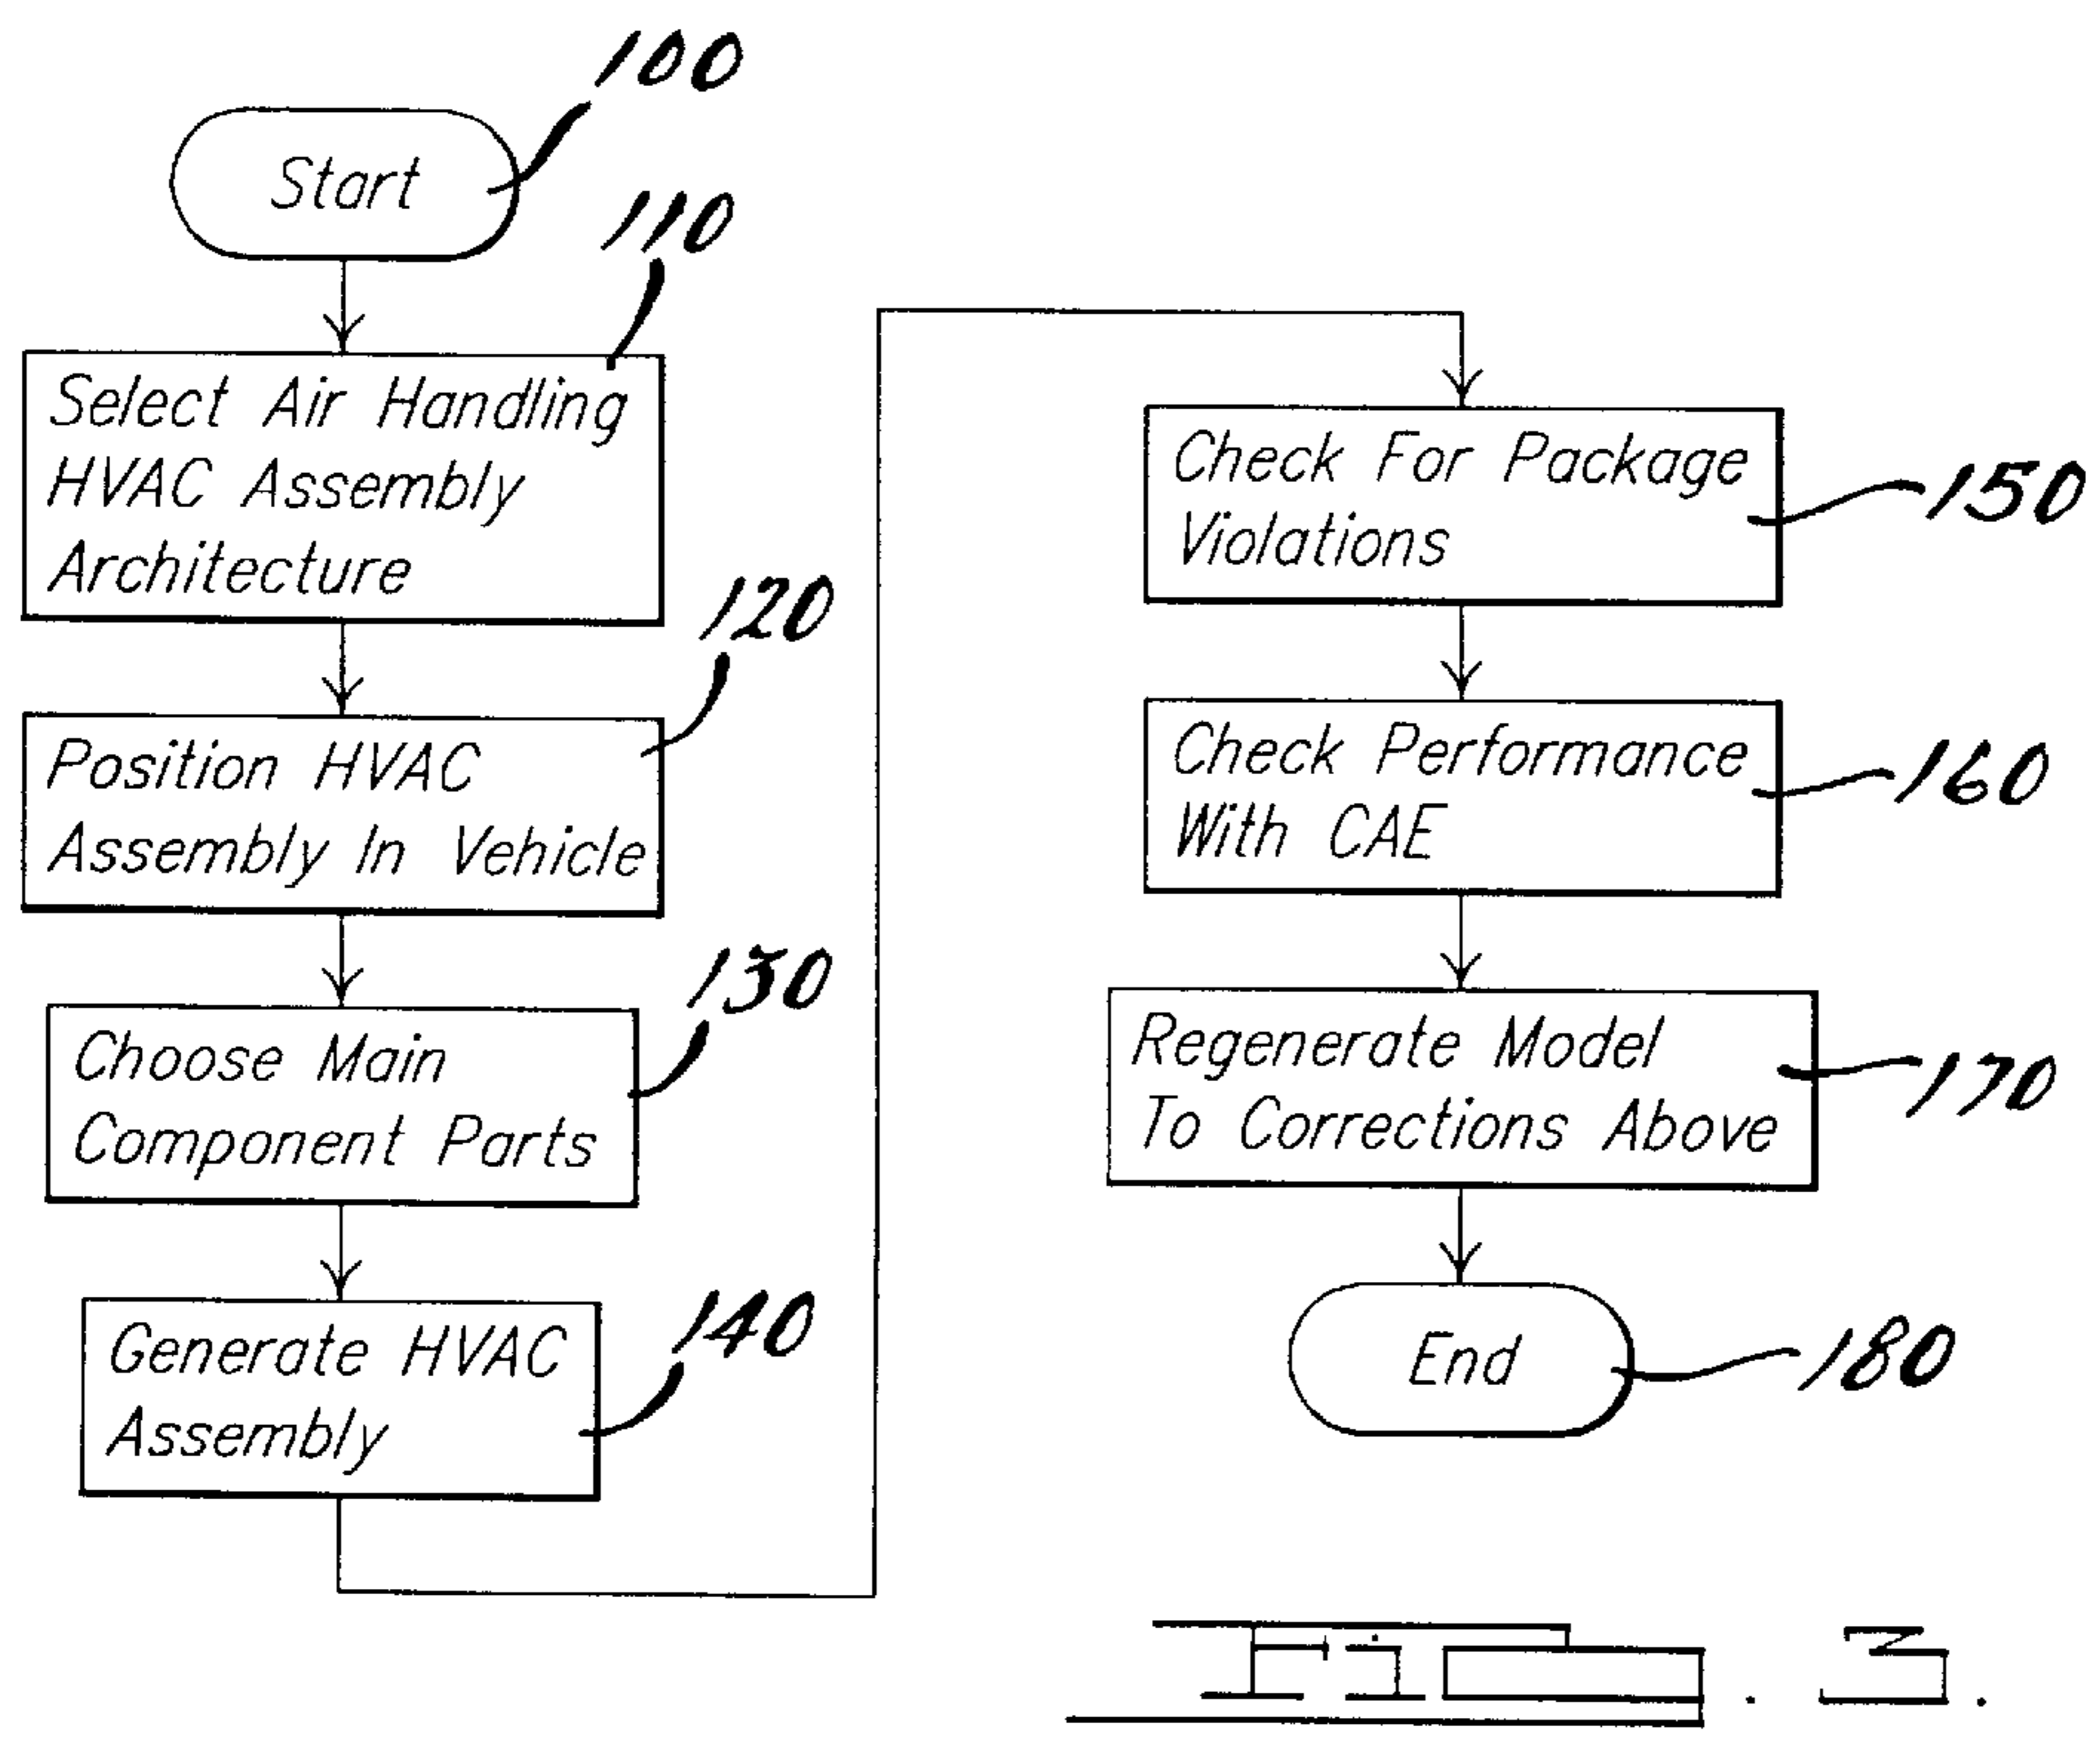 100
Start
110
Select Air Handling
HVAC Assembly
Architecture
120
Position HVAC
Assembly In Vehicle
130
Choose Main
Component Parts
140
Generate HVAC
Assembly
Check For Package
Violations
150
Check Performance
With CAE
160
Regenerate Model
To Corrections Above
170
End
180
Fig. 3.